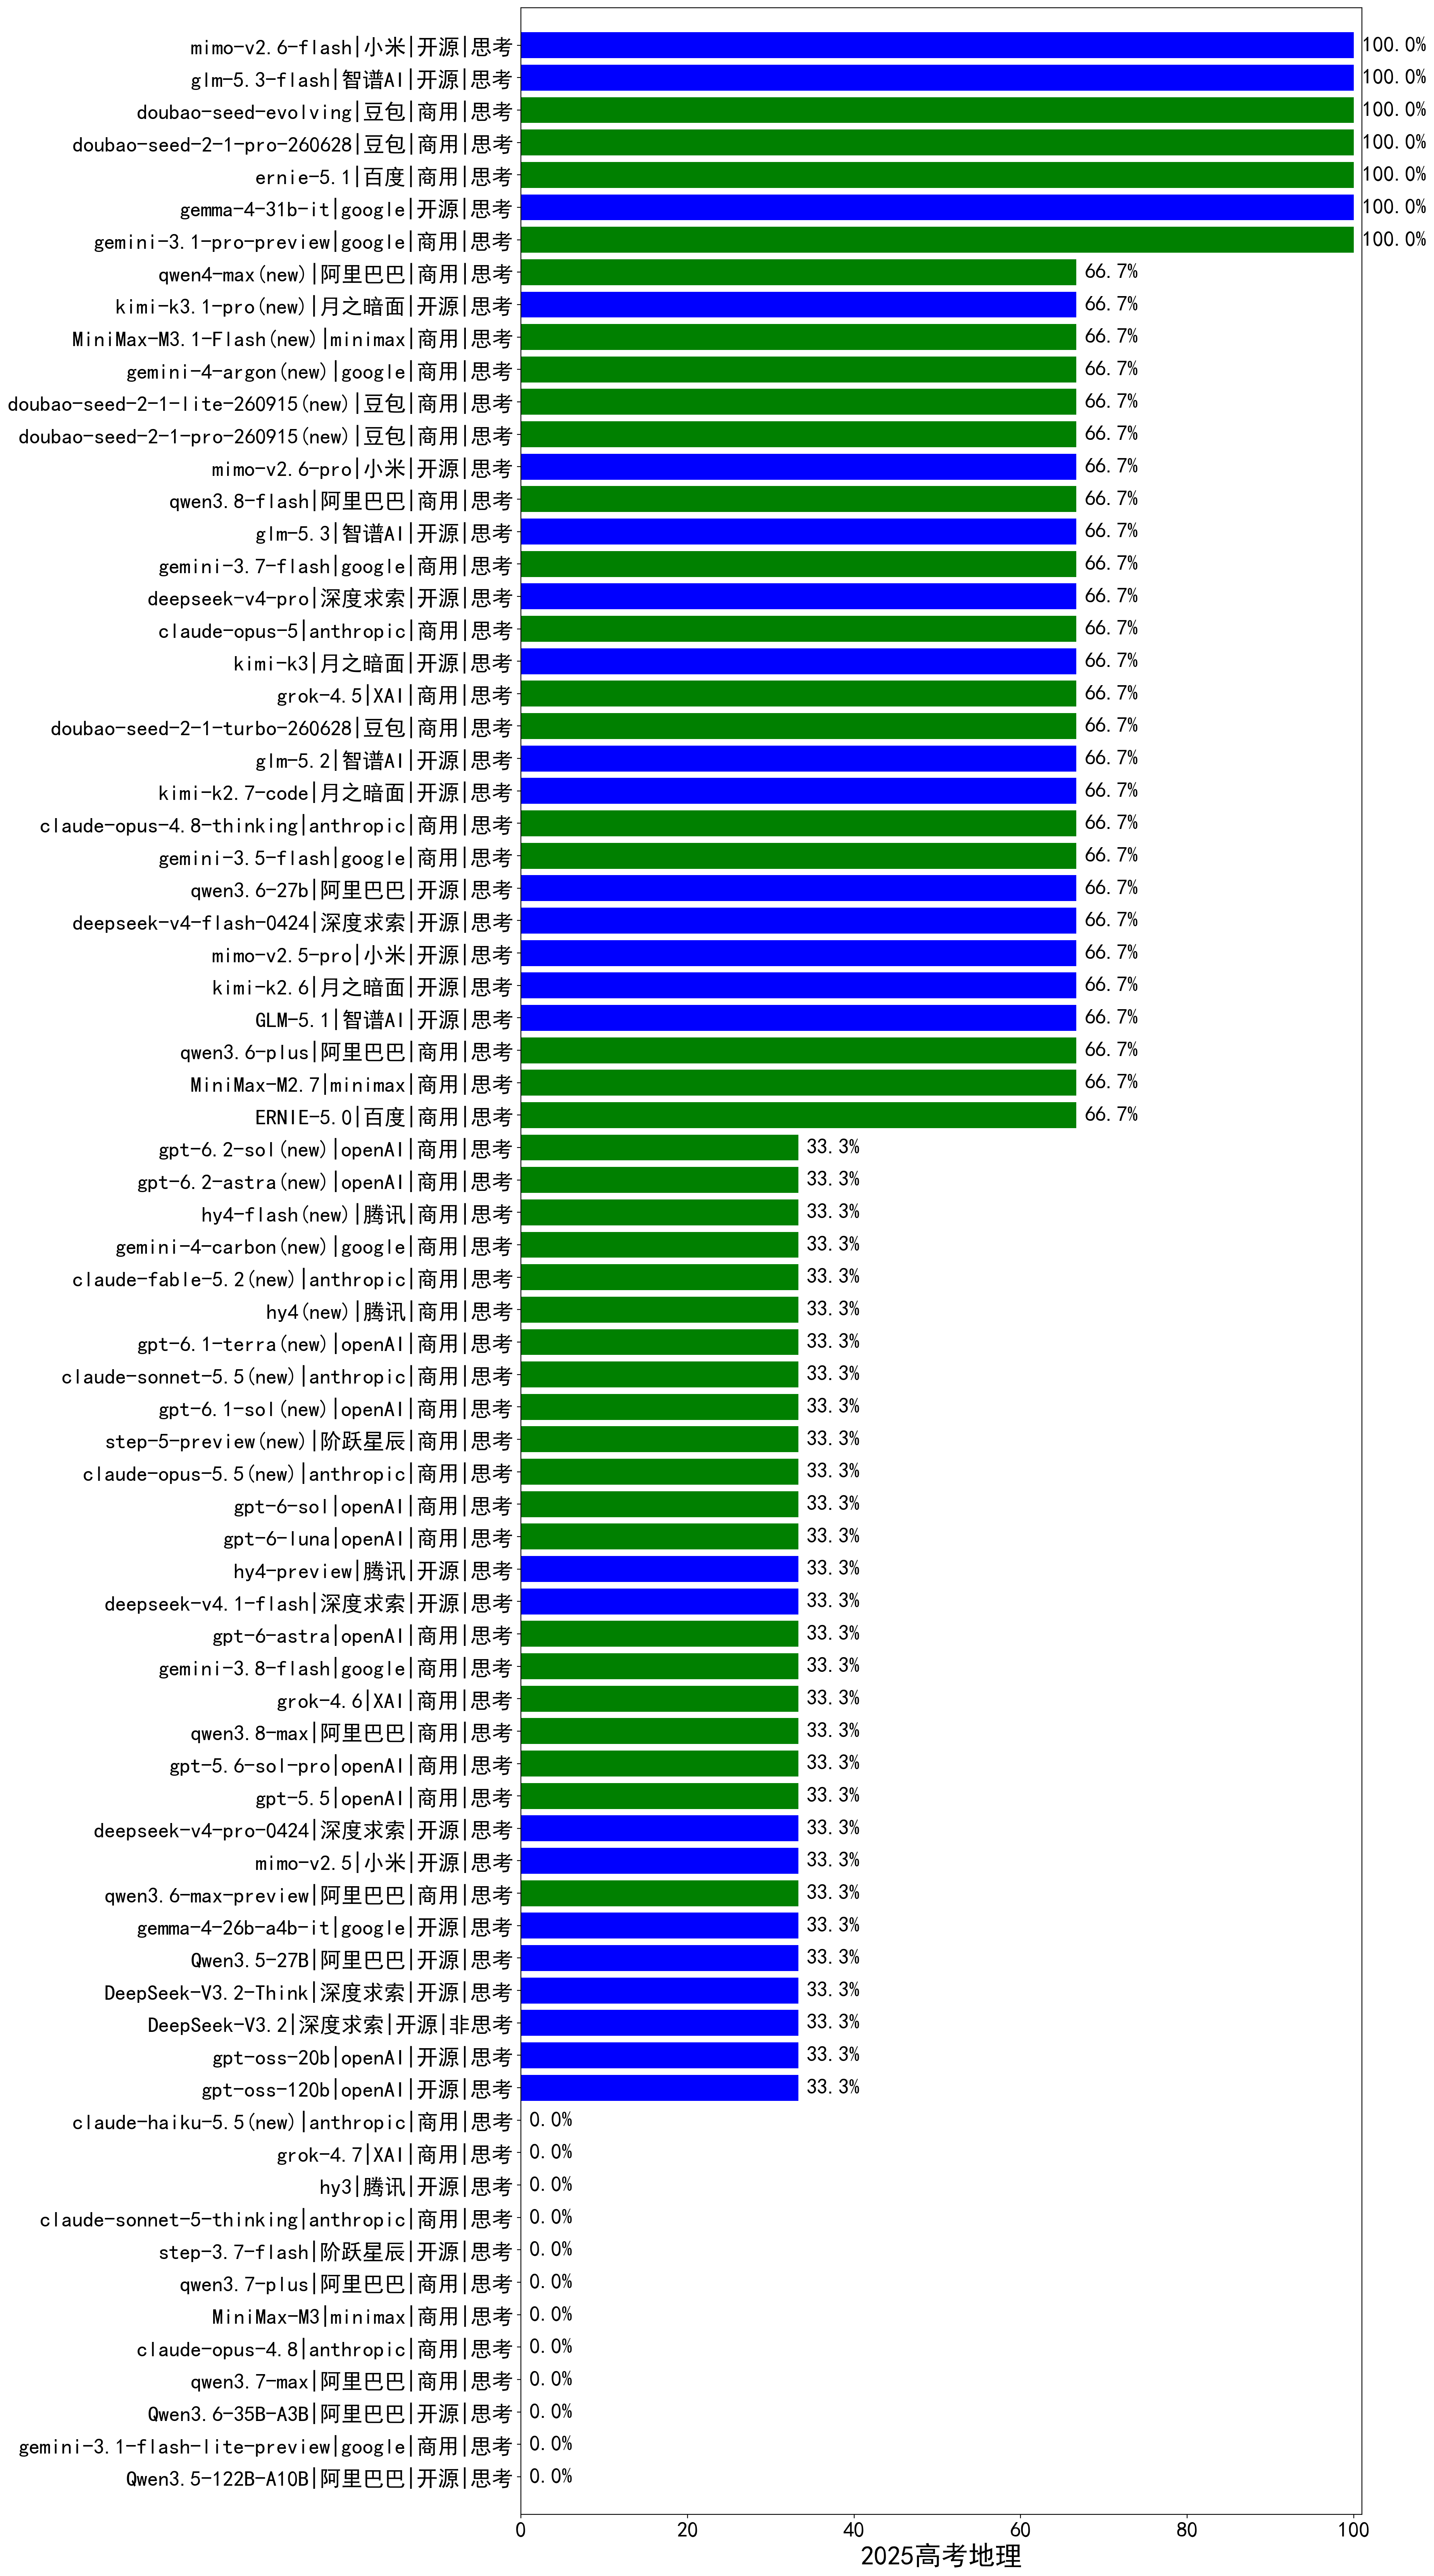 mimo-v2.6-flash|小米|开源|思考 100.0%
glm-5.3-flash|智谱AI|开源|思考 100.0%
doubao-seed-evolving|豆包|商用|思考 100.0%
doubao-seed-2-1-pro-260628|豆包|商用|思考 100.0%
ernie-5.1|百度|商用|思考 100.0%
gemma-4-31b-it|google|开源|思考 100.0%
gemini-3.1-pro-preview|google|商用|思考 100.0%
qwen4-max(new)|阿里巴巴|商用|思考 66.7%
kimi-k3.1-pro(new)|月之暗面|开源|思考 66.7%
MiniMax-M3.1-Flash(new)|minimax|商用|思考 66.7%
gemini-4-argon(new)|google|商用|思考 66.7%
doubao-seed-2-1-lite-260915(new)|豆包|商用|思考 66.7%
doubao-seed-2-1-pro-260915(new)|豆包|商用|思考 66.7%
mimo-v2.6-pro|小米|开源|思考 66.7%
qwen3.8-flash|阿里巴巴|商用|思考 66.7%
glm-5.3|智谱AI|开源|思考 66.7%
gemini-3.7-flash|google|商用|思考 66.7%
deepseek-v4-pro|深度求索|开源|思考 66.7%
claude-opus-5|anthropic|商用|思考 66.7%
kimi-k3|月之暗面|开源|思考 66.7%
grok-4.5|XAI|商用|思考 66.7%
doubao-seed-2-1-turbo-260628|豆包|商用|思考 66.7%
glm-5.2|智谱AI|开源|思考 66.7%
kimi-k2.7-code|月之暗面|开源|思考 66.7%
claude-opus-4.8-thinking|anthropic|商用|思考 66.7%
gemini-3.5-flash|google|商用|思考 66.7%
qwen3.6-27b|阿里巴巴|开源|思考 66.7%
deepseek-v4-flash-0424|深度求索|开源|思考 66.7%
mimo-v2.5-pro|小米|开源|思考 66.7%
kimi-k2.6|月之暗面|开源|思考 66.7%
GLM-5.1|智谱AI|开源|思考 66.7%
qwen3.6-plus|阿里巴巴|商用|思考 66.7%
MiniMax-M2.7|minimax|商用|思考 66.7%
ERNIE-5.0|百度|商用|思考 66.7%
gpt-6.2-sol(new)|openAI|商用|思考 33.3%
gpt-6.2-astra(new)|openAI|商用|思考 33.3%
hy4-flash(new)|腾讯|商用|思考 33.3%
gemini-4-carbon(new)|google|商用|思考 33.3%
claude-fable-5.2(new)|anthropic|商用|思考 33.3%
hy4(new)|腾讯|商用|思考 33.3%
gpt-6.1-terra(new)|openAI|商用|思考 33.3%
claude-sonnet-5.5(new)|anthropic|商用|思考 33.3%
gpt-6.1-sol(new)|openAI|商用|思考 33.3%
step-5-preview(new)|阶跃星辰|商用|思考 33.3%
claude-opus-5.5(new)|anthropic|商用|思考 33.3%
gpt-6-sol|openAI|商用|思考 33.3%
gpt-6-luna|openAI|商用|思考 33.3%
hy4-preview|腾讯|开源|思考 33.3%
deepseek-v4.1-flash|深度求索|开源|思考 33.3%
gpt-6-astra|openAI|商用|思考 33.3%
gemini-3.8-flash|google|商用|思考 33.3%
grok-4.6|XAI|商用|思考 33.3%
qwen3.8-max|阿里巴巴|商用|思考 33.3%
gpt-5.6-sol-pro|openAI|商用|思考 33.3%
gpt-5.5|openAI|商用|思考 33.3%
deepseek-v4-pro-0424|深度求索|开源|思考 33.3%
mimo-v2.5|小米|开源|思考 33.3%
qwen3.6-max-preview|阿里巴巴|商用|思考 33.3%
gemma-4-26b-a4b-it|google|开源|思考 33.3%
Qwen3.5-27B|阿里巴巴|开源|思考 33.3%
DeepSeek-V3.2-Think|深度求索|开源|思考 33.3%
DeepSeek-V3.2|深度求索|开源|非思考 33.3%
gpt-oss-20b|openAI|开源|思考 33.3%
gpt-oss-120b|openAI|开源|思考 33.3%
claude-haiku-5.5(new)|anthropic|商用|思考 0.0%
grok-4.7|XAI|商用|思考 0.0%
hy3|腾讯|开源|思考 0.0%
claude-sonnet-5-thinking|anthropic|商用|思考 0.0%
step-3.7-flash|阶跃星辰|开源|思考 0.0%
qwen3.7-plus|阿里巴巴|商用|思考 0.0%
MiniMax-M3|minimax|商用|思考 0.0%
claude-opus-4.8|anthropic|商用|思考 0.0%
qwen3.7-max|阿里巴巴|商用|思考 0.0%
Qwen3.6-35B-A3B|阿里巴巴|开源|思考 0.0%
gemini-3.1-flash-lite-preview|google|商用|思考 0.0%
Qwen3.5-122B-A10B|阿里巴巴|开源|思考 0.0%
0 20 40 60 80 100
2025高考地理